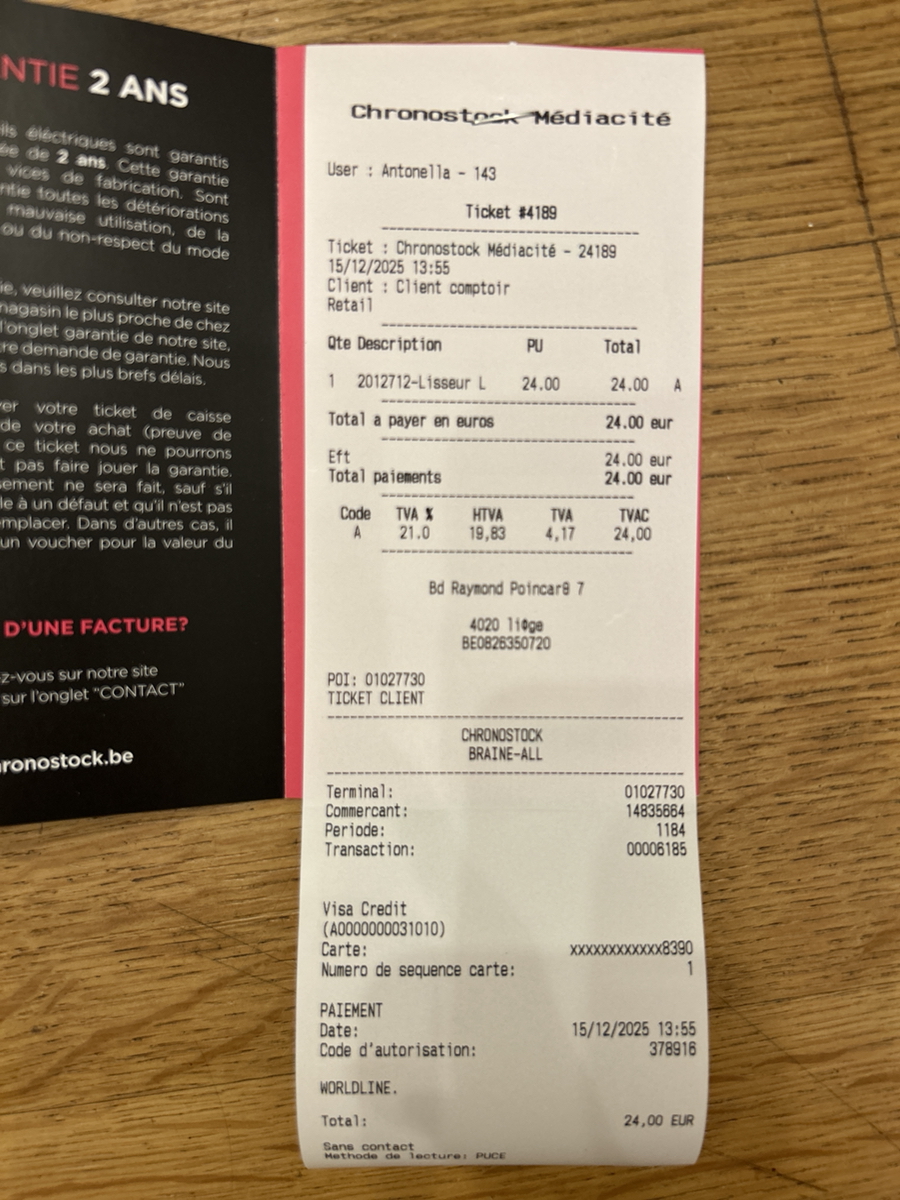 NTIE 2 ANS
ils éléctriques sont garantis
ée de 2 ans. Cette garantie
vices de fabrication. Sont
ntie toutes les détériorations
mauvaise utilisation, de la
ou du non-respect du mode
ie, veuillez consulter notre site
magasin le plus proche de chez
l'onglet garantie de notre site,
re demande de garantie. Nous
s dans les plus brefs délais.
ver votre ticket de caisse
de votre achat (preuve de
ce ticket nous ne pourrons
t pas faire jouer la garantie.
sement ne sera fait, sauf s'il
le à un défaut et qu'il n'est pas
emplacer. Dans d'autres cas, il
un voucher pour la valeur du
D'UNE FACTURE?
z-vous sur notre site
sur l'onglet "CONTACT"
ronostock.be
Chronostock Médiacité
User : Antonella - 143
Ticket #4189
Ticket : Chronostock Médiacité - 24189
15/12/2025 13:55
Client : Client comptoir
Retail
Qte Description PU Total
1 2012712-Lisseur L 24.00 24.00 A
Total a payer en euros 24.00 eur
Eft 24.00 eur
Total paiements 24.00 eur
Code TVA % HTVA TVA TVAC
A 21.0 19,83 4,17 24,00
Bd Raymond Poincar8 7
4020 li¢ge
BE0826350720
POI: 01027730
TICKET CLIENT
CHRONOSTOCK
BRAINE-ALL
Terminal: 01027730
Commercant: 14835664
Periode: 1184
Transaction: 00006185
Visa Credit
(A0000000031010)
Carte: xxxxxxxxxxxx8390
Numero de sequence carte: 1
PAIEMENT
Date: 15/12/2025 13:55
Code d'autorisation: 378916
WORLDLINE.
Total: 24,00 EUR
Sans contact
Methode de lecture: PUCE